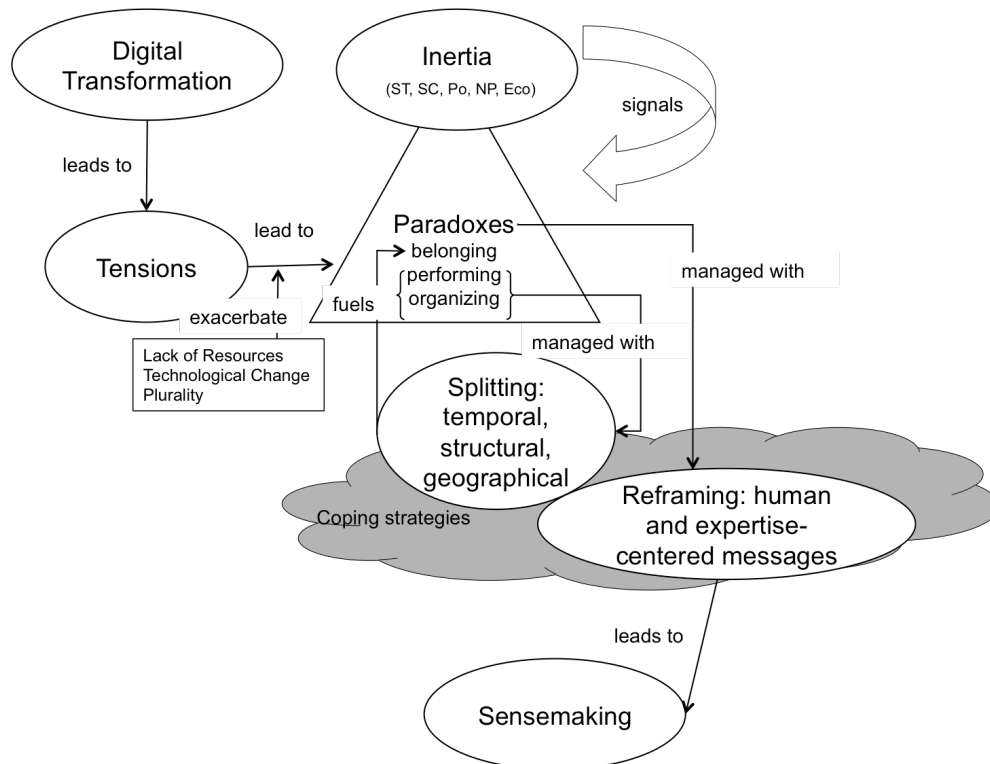 Digital
Transformation
Inertia
(ST, SC, Po, NP, Eco)
signals
leads to
Tensions
lead to
Paradoxes
belonging
performing
organizing
fuels
managed with
exacerbate
managed with
Lack of Resources
Technological Change
Plurality
Splitting:
temporal,
structural,
geographical
Coping strategies
Reframing: human
and expertise-
centered messages
leads to
Sensemaking